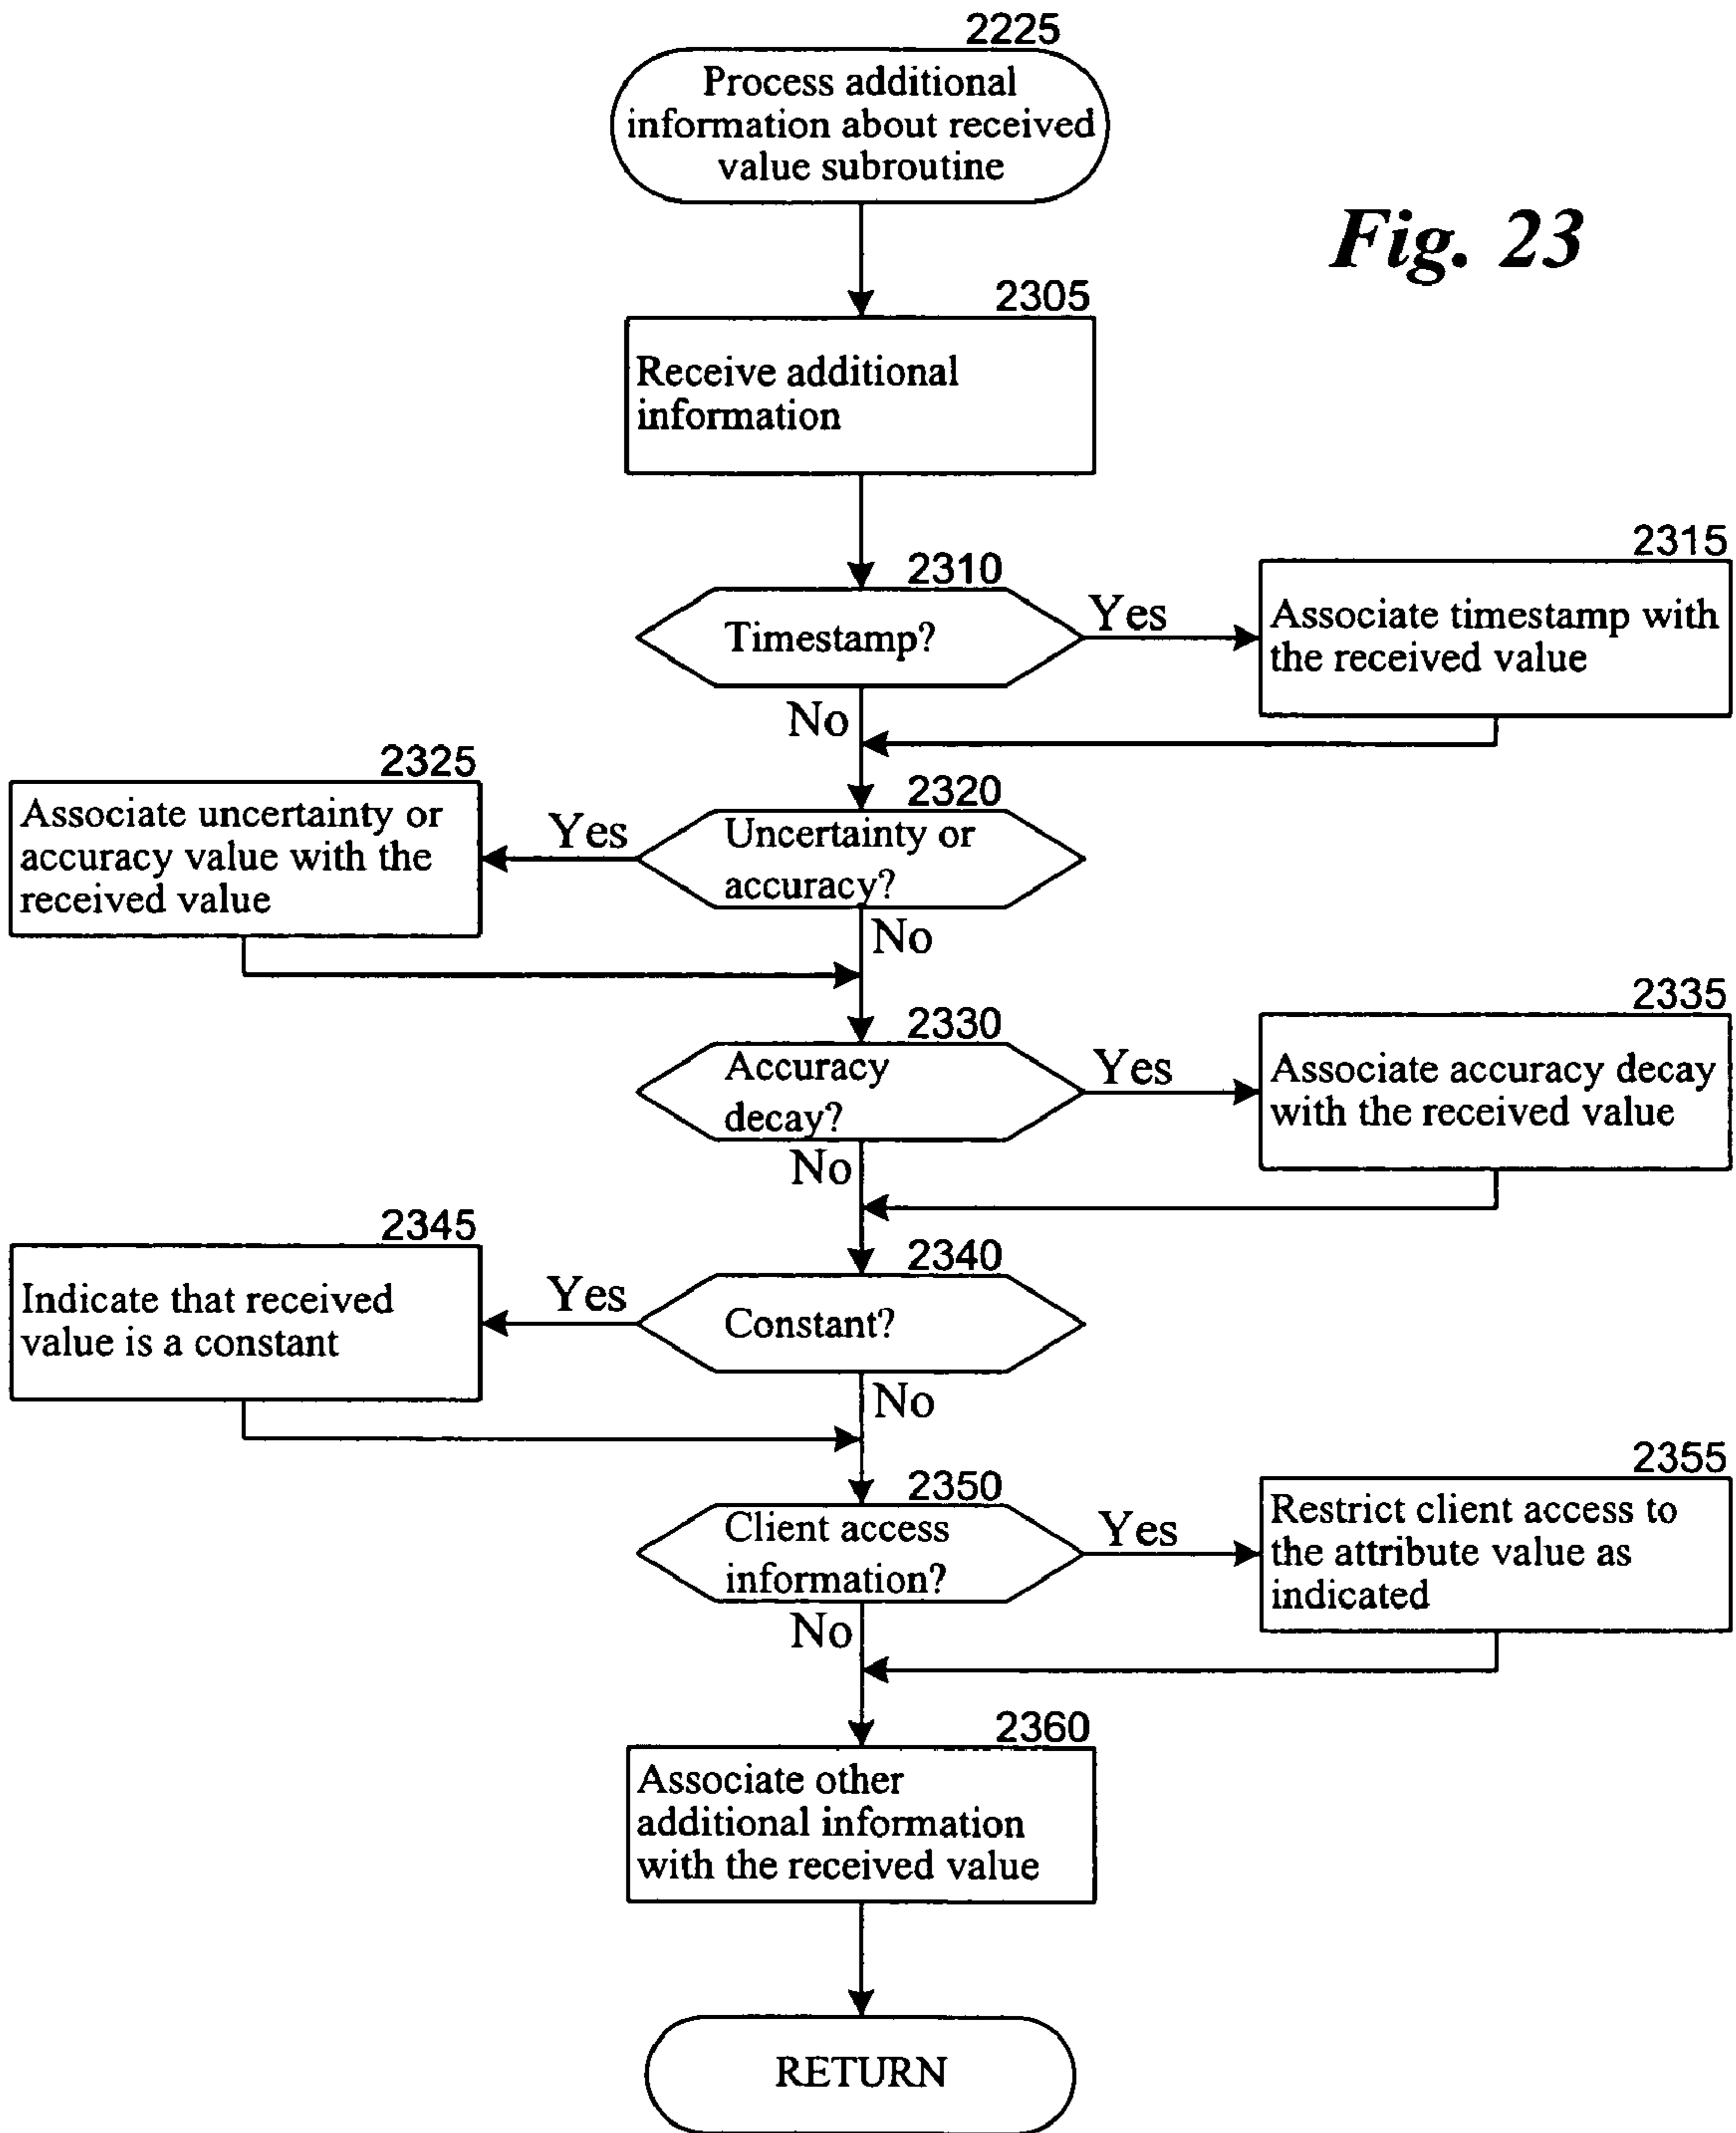 2225
Process additional
information about received
value subroutine
Fig. 23
2305
Receive additional
information
2310
Timestamp?
Yes
2315
Associate timestamp with
the received value
No
2325
Associate uncertainty or
accuracy value with the
received value
Yes
2320
Uncertainty or
accuracy?
No
2330
Accuracy
decay?
Yes
2335
Associate accuracy decay
with the received value
No
2345
Indicate that received
value is a constant
Yes
2340
Constant?
No
2350
Client access
information?
Yes
2355
Restrict client access to
the attribute value as
indicated
No
2360
Associate other
additional information
with the received value
RETURN